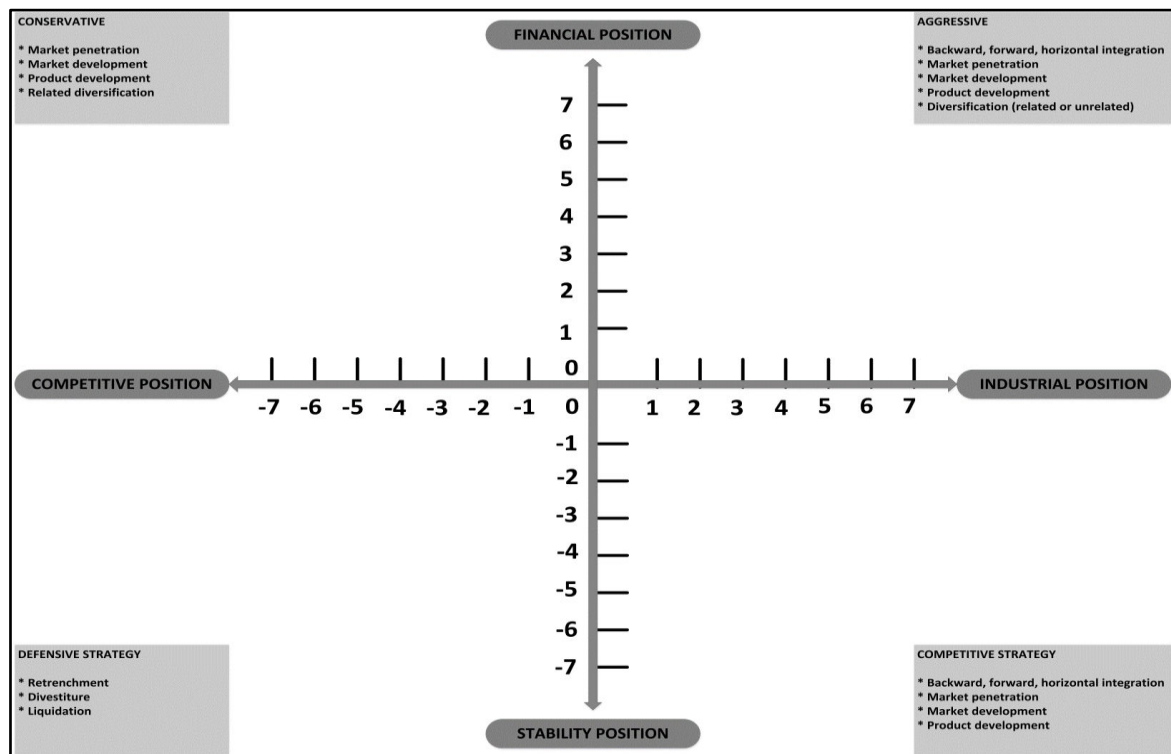 CONSERVATIVE
* Market penetration
* Market development
* Product development
* Related diversification
FINANCIAL POSITION
AGGRESSIVE
* Backward, forward, horizontal integration
* Market penetration
* Market development
* Product development
* Diversification (related or unrelated)
7
6
5
4
3
2
1
0
COMPETITIVE POSITION
INDUSTRIAL POSITION
-7 -6 -5 -4 -3 -2 -1 0 1 2 3 4 5 6 7
-1
-2
-3
-4
-5
-6
-7
DEFENSIVE STRATEGY
* Retrenchment
* Divestiture
* Liquidation
STABILITY POSITION
COMPETITIVE STRATEGY
* Backward, forward, horizontal integration
* Market penetration
* Market development
* Product development